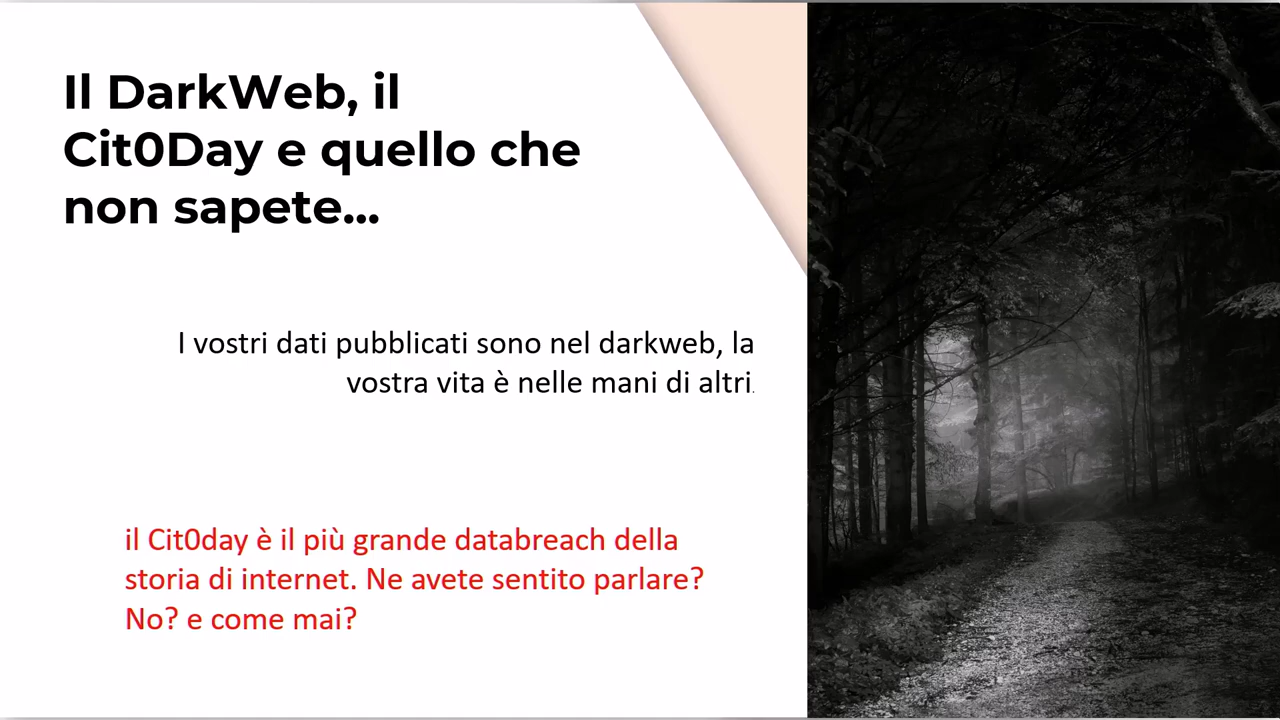 Il DarkWeb, il
Cit0Day e quello che
non sapete...
I vostri dati pubblicati sono nel darkweb, la
vostra vita è nelle mani di altri.
il Cit0day è il più grande databreach della
storia di internet. Ne avete sentito parlare?
No? e come mai?